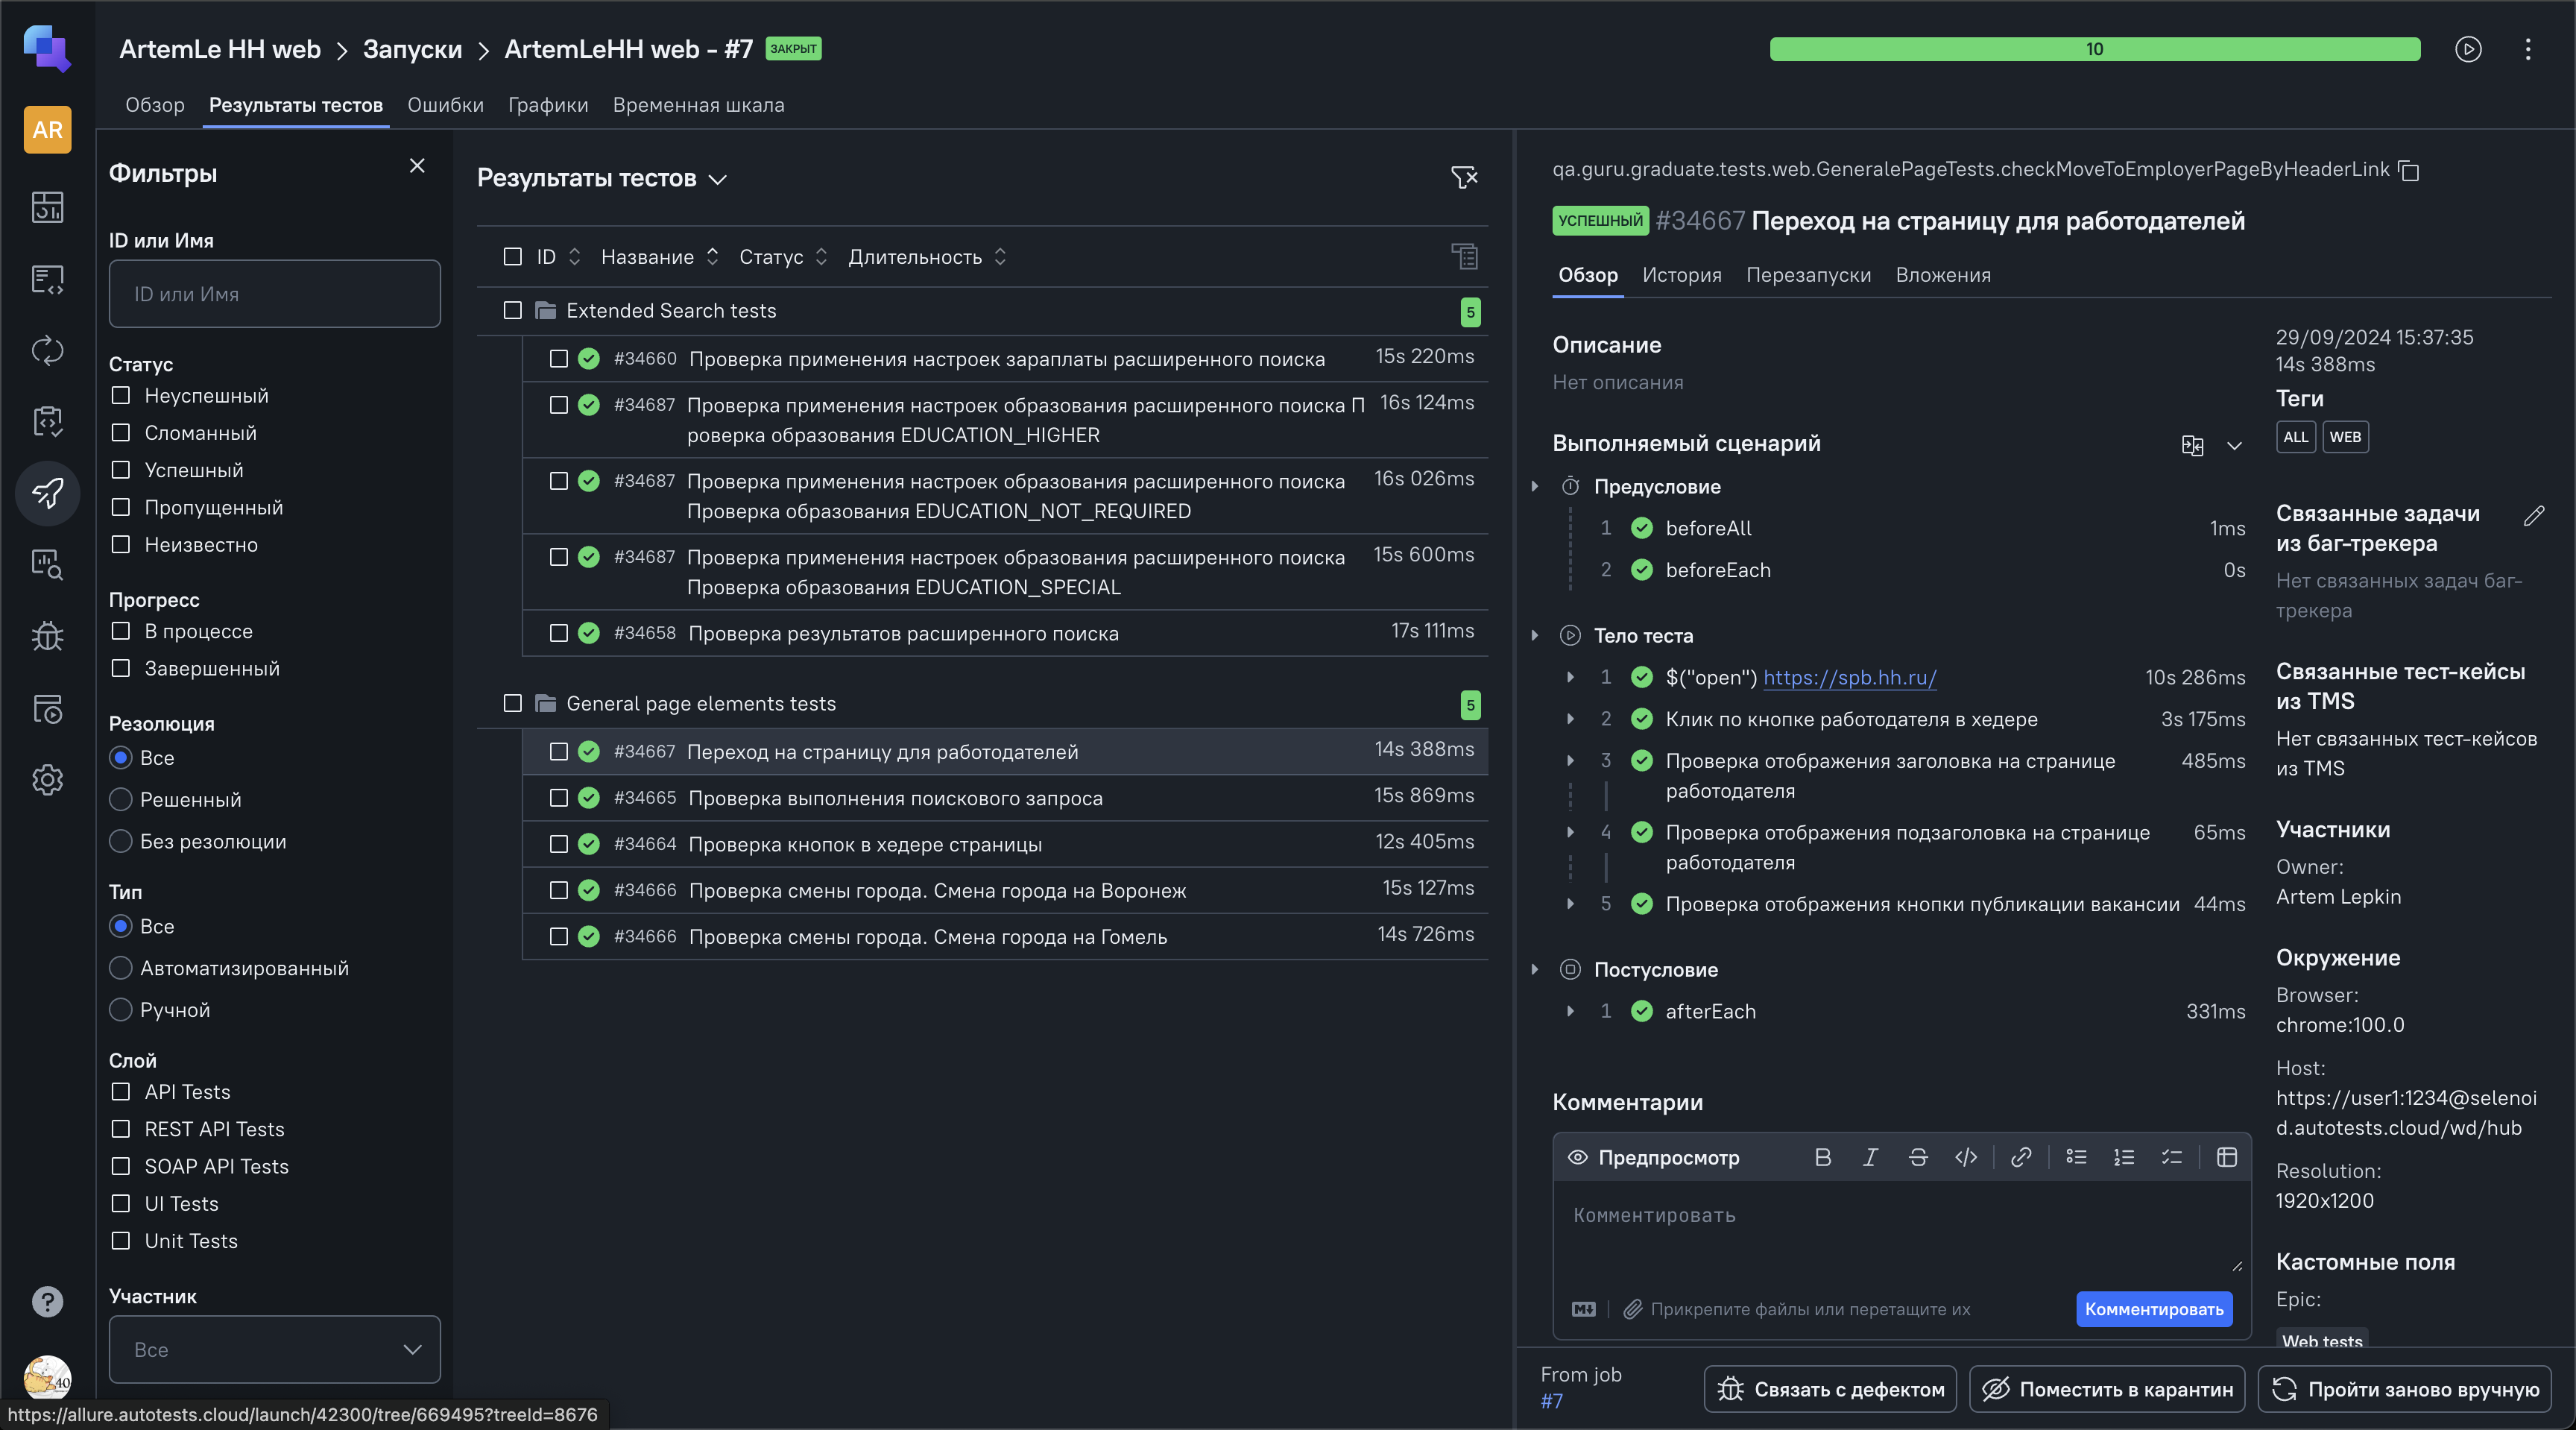 ArtemLe HH web > Запуски > ArtemLeHH web - #7 ЗАКРЫТ
10
AR
Обзор Результаты тестов Ошибки Графики Временная шкала
Фильтры
ID или Имя
ID или Имя
Статус
Неуспешный
Сломанный
Успешный
Пропущенный
Неизвестно
Прогресс
В процессе
Завершенный
Резолюция
Все
Решенный
Без резолюции
Тип
Все
Автоматизированный
Ручной
Слой
API Tests
REST API Tests
SOAP API Tests
UI Tests
Unit Tests
Участник
Все
40
https://allure.autotests.cloud/launch/42300/tree/669495?treeId=8676
Результаты тестов
ID Название Статус Длительность
Extended Search tests 5
#34660 Проверка применения настроек зараплаты расширенного поиска 15s 220ms
#34687 Проверка применения настроек образования расширенного поиска П 16s 124ms
роверка образования EDUCATION_HIGHER
#34687 Проверка применения настроек образования расширенного поиска 16s 026ms
Проверка образования EDUCATION_NOT_REQUIRED
#34687 Проверка применения настроек образования расширенного поиска 15s 600ms
Проверка образования EDUCATION_SPECIAL
#34658 Проверка результатов расширенного поиска 17s 111ms
General page elements tests 5
#34667 Переход на страницу для работодателей 14s 388ms
#34665 Проверка выполнения поискового запроса 15s 869ms
#34664 Проверка кнопок в хедере страницы 12s 405ms
#34666 Проверка смены города. Смена города на Воронеж 15s 127ms
#34666 Проверка смены города. Смена города на Гомель 14s 726ms
qa.guru.graduate.tests.web.GeneralePageTests.checkMoveToEmployerPageByHeaderLink
УСПЕШНЫЙ #34667 Переход на страницу для работодателей
Обзор История Перезапуски Вложения
Описание
Нет описания
Выполняемый сценарий
Предусловие
1 beforeAll 1ms
2 beforeEach 0s
Тело теста
1 $("open") https://spb.hh.ru/ 10s 286ms
2 Клик по кнопке работодателя в хедере 3s 175ms
3 Проверка отображения заголовка на странице 485ms
работодателя
4 Проверка отображения подзаголовка на странице 65ms
работодателя
5 Проверка отображения кнопки публикации вакансии 44ms
Постусловие
1 afterEach 331ms
Комментарии
Предпросмотр
Комментировать
Прикрепите файлы или перетащите их
Комментировать
29/09/2024 15:37:35
14s 388ms
Теги
ALL WEB
Связанные задачи
из баг-трекера
Нет связанных задач баг-
трекера
Связанные тест-кейсы
из TMS
Нет связанных тест-кейсов
из TMS
Участники
Owner:
Artem Lepkin
Окружение
Browser:
chrome:100.0
Host:
https://user1:1234@selenoi
d.autotests.cloud/wd/hub
Resolution:
1920x1200
Кастомные поля
Epic:
Web tests
From job
#7
Связать с дефектом
Поместить в карантин
Пройти заново вручную